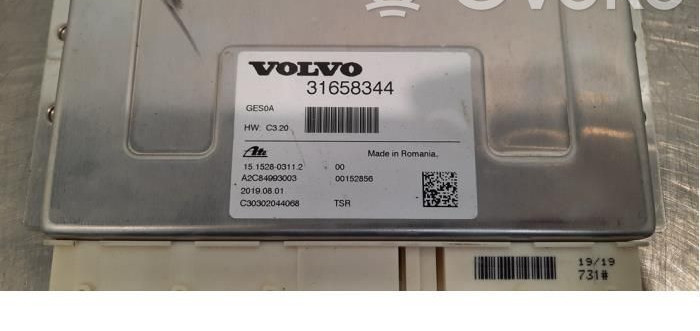 VOLVO
31658344
GES0A
HW: C3.20
Ate Made in Romania.
15.1528-0311.2 00
A2C84993003 00152856
2019.08.01
C30302044068 TSR
19/19
731#